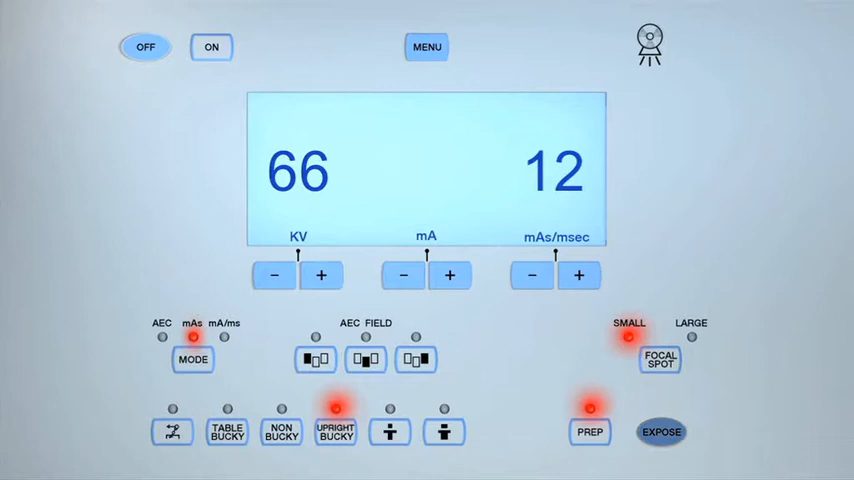 OFF
ON
MENU
66
12
KV
mA
mAs/msec
-
+
-
+
-
+
AEC
mAs
mA/ms
AEC FIELD
SMALL
LARGE
MODE
FOCAL
SPOT
TABLE
BUCKY
NON
BUCKY
UPRIGHT
BUCKY
PREP
EXPOSE